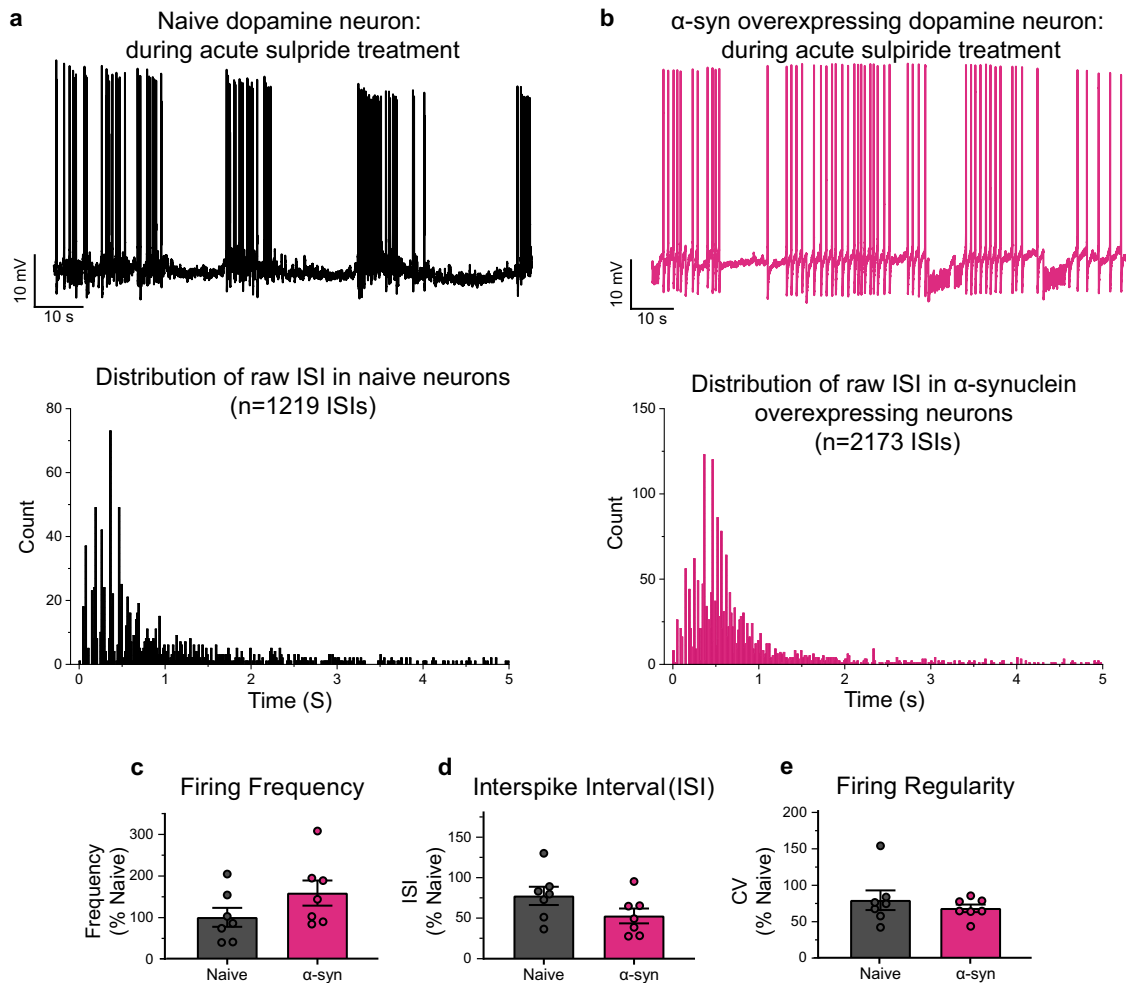 a
Naive dopamine neuron:
during acute sulpride treatment
10 mV
10 s
b
α-syn overexpressing dopamine neuron:
during acute sulpiride treatment
10 mV
10 s
Distribution of raw ISI in naive neurons
(n=1219 ISIs)
Count
80
60
40
20
0
0 1 2 3 4 5
Time (S)
Distribution of raw ISI in α-synuclein
overexpressing neurons
(n=2173 ISIs)
Count
150
100
50
0
0 1 2 3 4 5
Time (s)
c
Firing Frequency
Frequency
(% Naive)
300
200
100
0
Naive α-syn
d
Interspike Interval (ISI)
ISI
(% Naive)
150
100
50
0
Naive α-syn
e
Firing Regularity
CV
(% Naive)
200
150
100
50
0
Naive α-syn